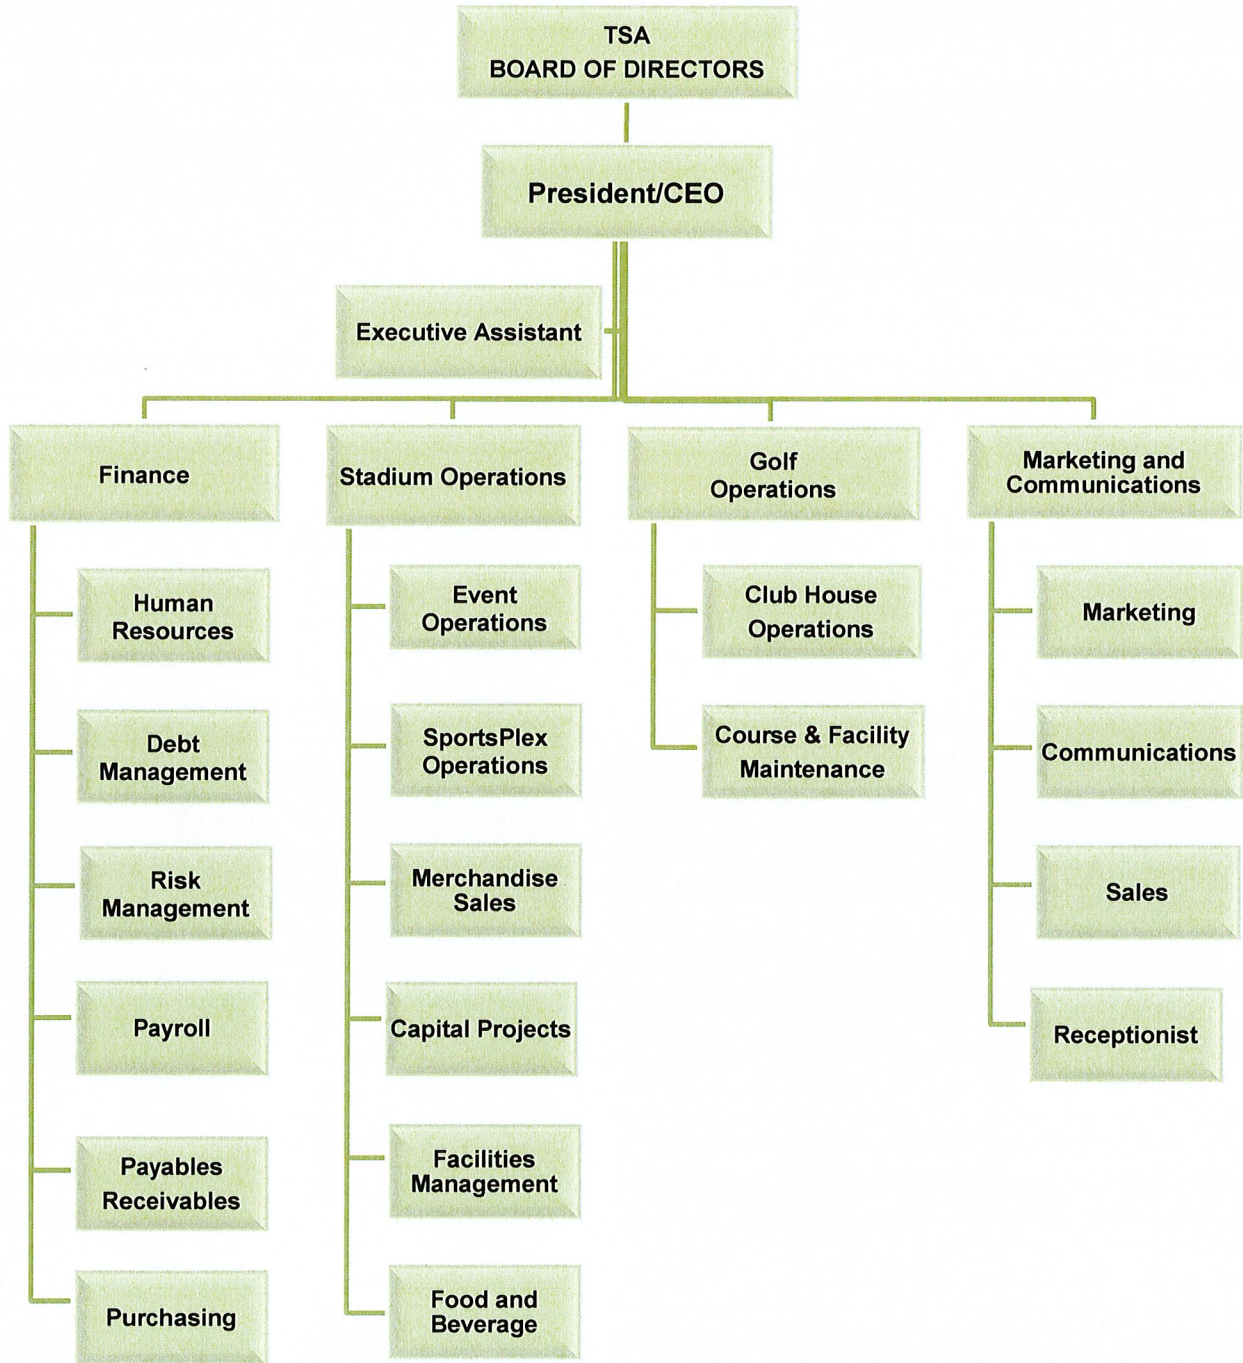 TSA
BOARD OF DIRECTORS
President/CEO
Executive Assistant
Finance
Stadium Operations
Golf
Operations
Marketing and
Communications
Human
Resources
Debt
Management
Risk
Management
Payroll
Payables
Receivables
Purchasing
Event
Operations
SportsPlex
Operations
Merchandise
Sales
Capital Projects
Facilities
Management
Food and
Beverage
Club House
Operations
Course & Facility
Maintenance
Marketing
Communications
Sales
Receptionist